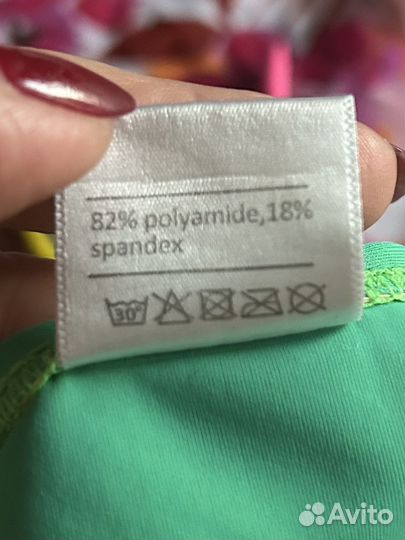 82% polyamide,18%
spandex
30°
Avito